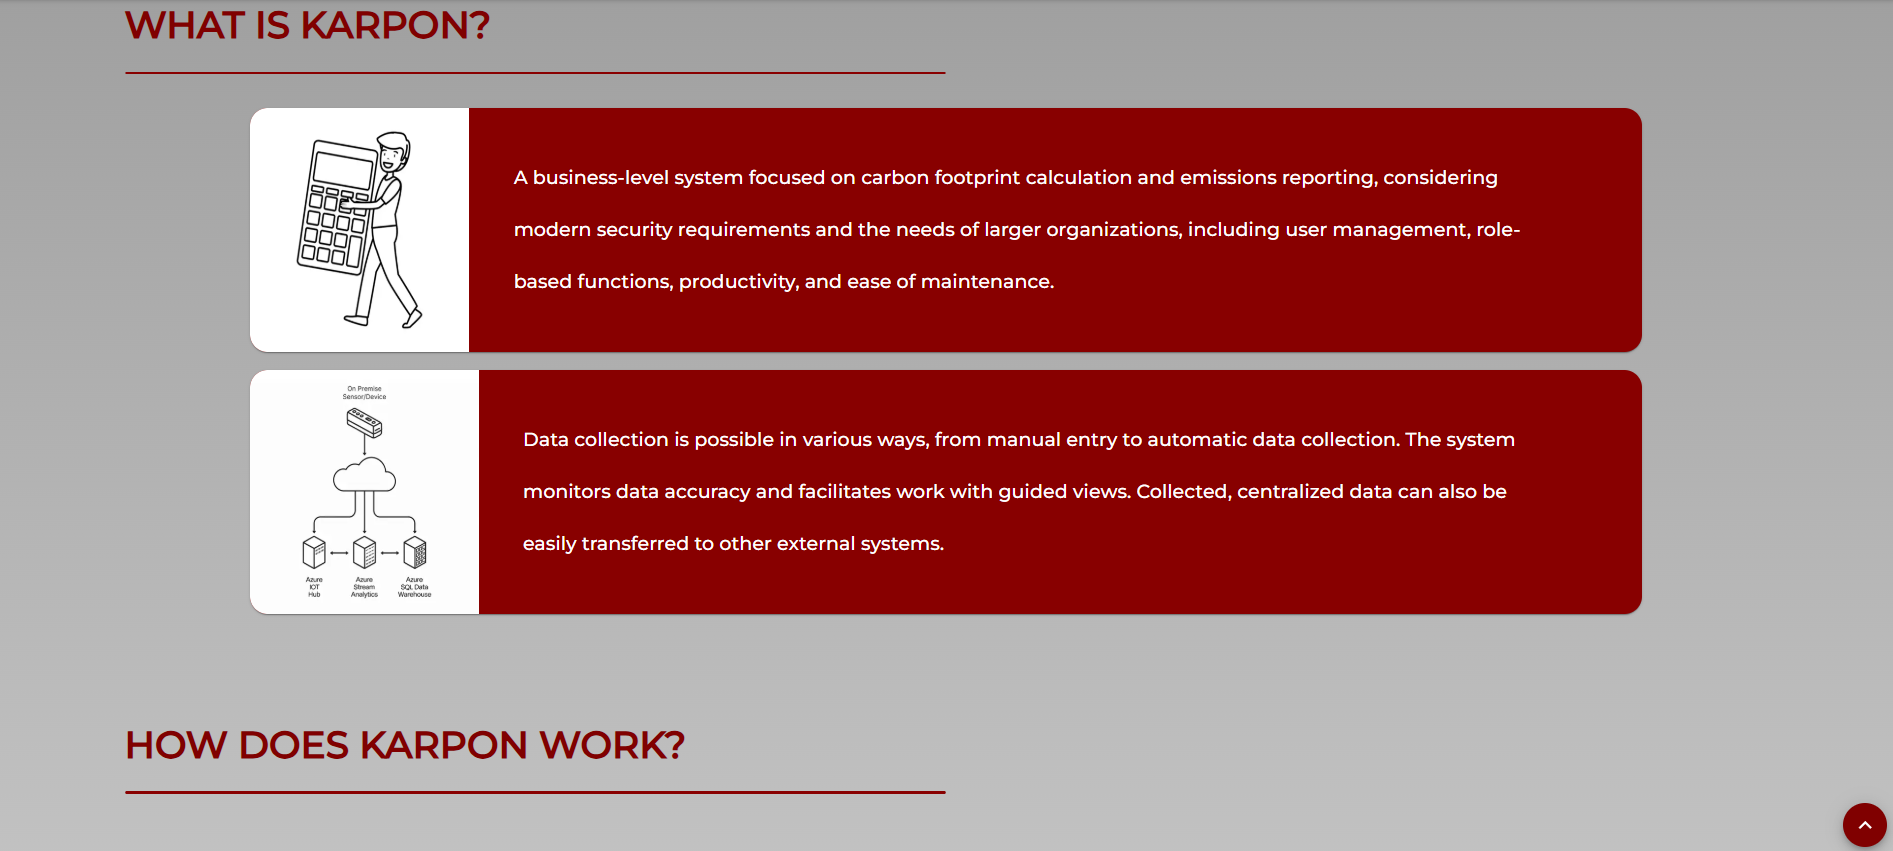 WHAT IS KARPON?
A business-level system focused on carbon footprint calculation and emissions reporting, considering
modern security requirements and the needs of larger organizations, including user management, role-
based functions, productivity, and ease of maintenance.
On Premise
Sensor/Device
Azure
IOT
Hub
Azure
Stream
Analytics
Azure
SQL Data
Warehouse
Data collection is possible in various ways, from manual entry to automatic data collection. The system
monitors data accuracy and facilitates work with guided views. Collected, centralized data can also be
easily transferred to other external systems.
HOW DOES KARPON WORK?